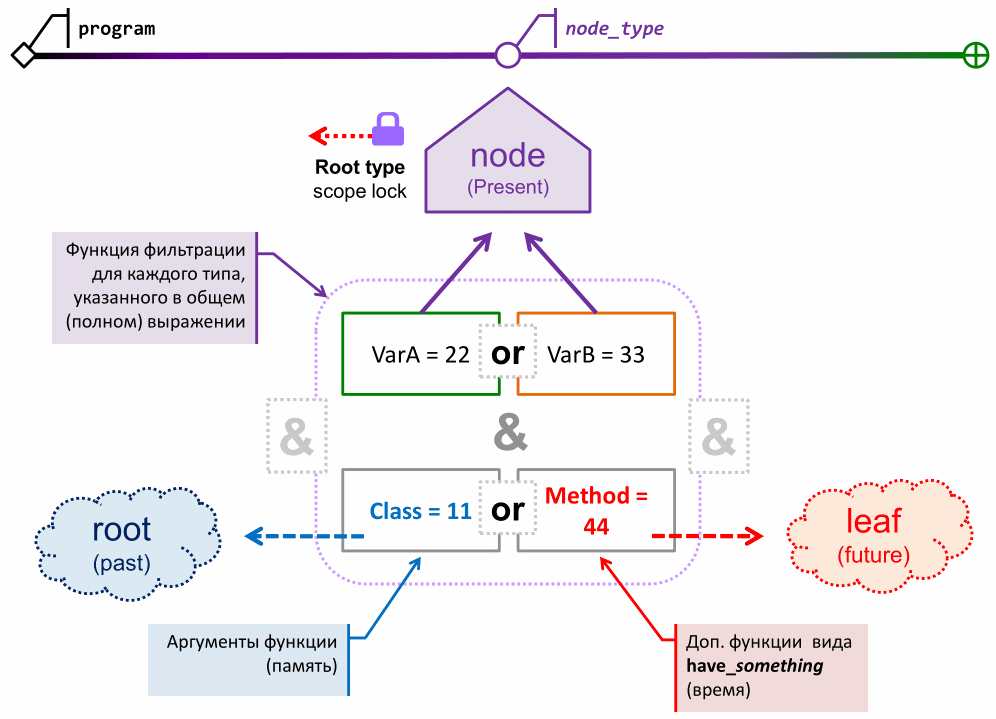 program
node_type
node
(Present)
Root type
scope lock
Функция фильтрации
для каждого типа,
указанного в общем
(полном) выражении
VarA = 22
or
VarB = 33
&
&
&
Class = 11
or
Method =
44
root
(past)
leaf
(future)
Аргументы функции
(память)
Доп. функции вида
have_something
(время)